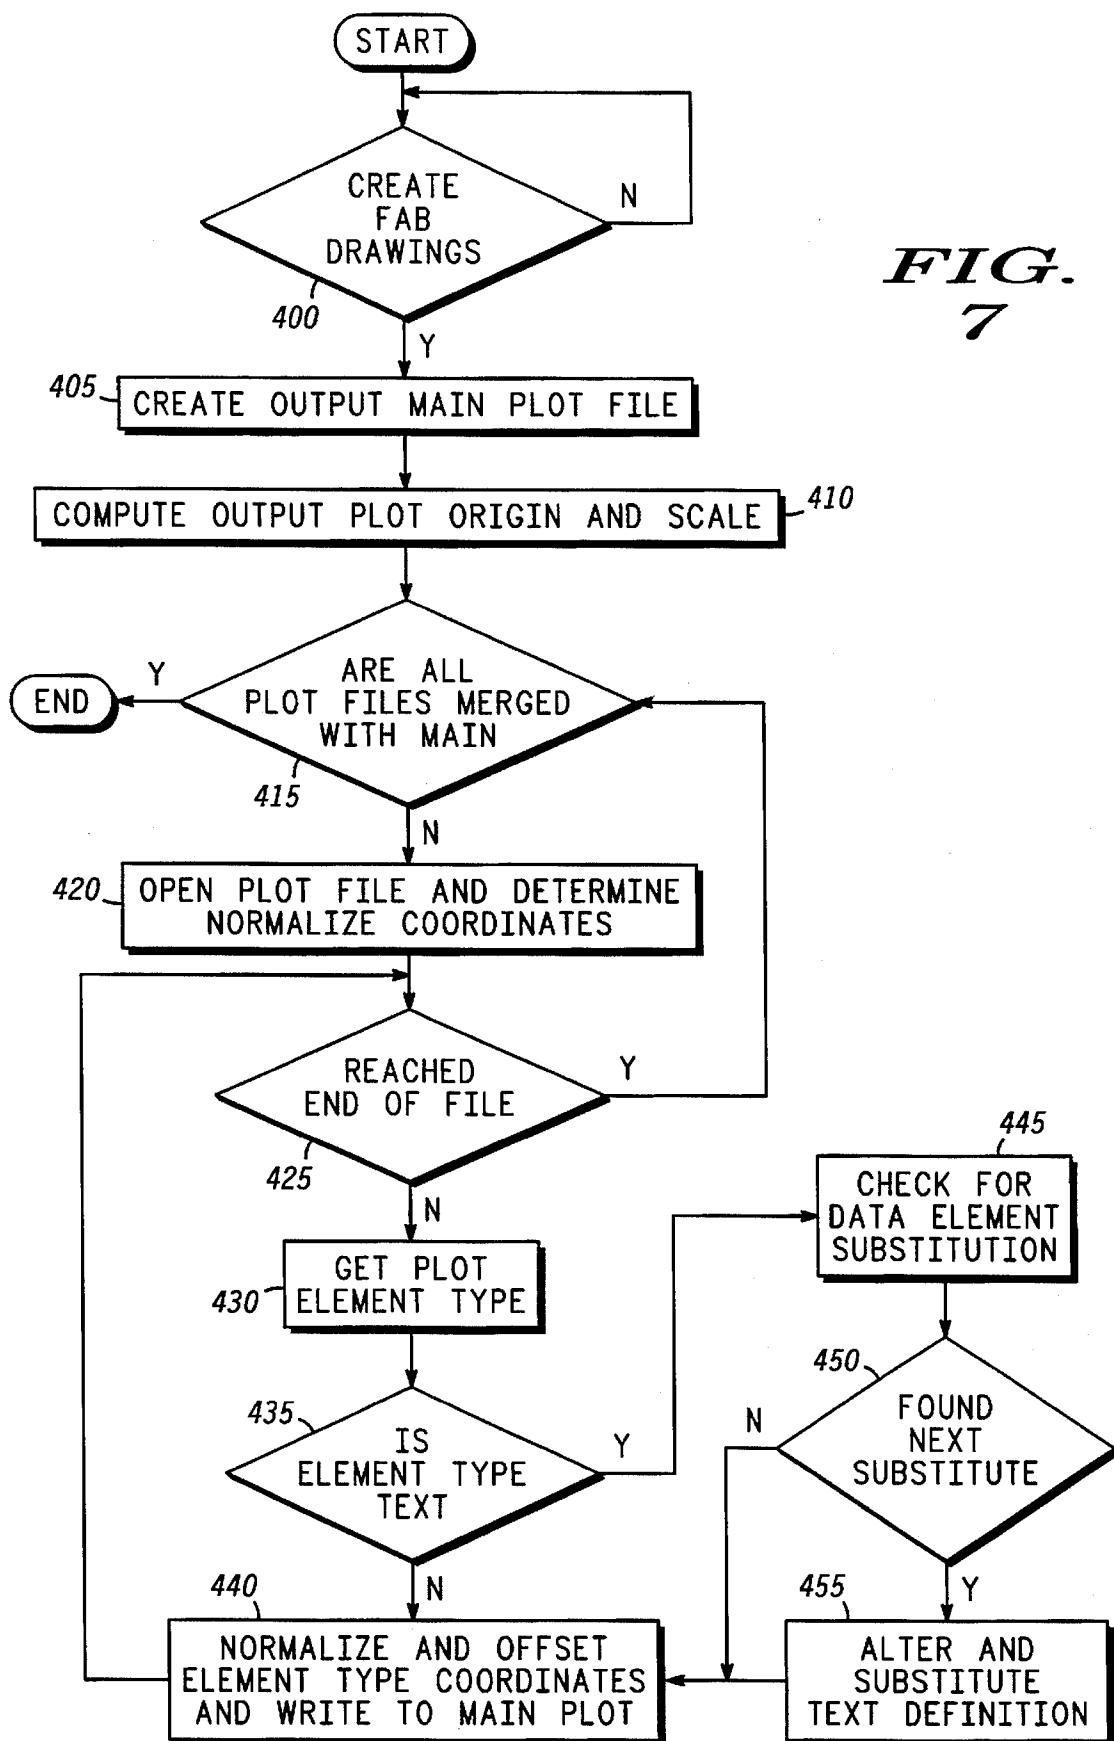 START
CREATE
FAB
DRAWINGS
N
400
Y
FIG.
7
405
CREATE OUTPUT MAIN PLOT FILE
COMPUTE OUTPUT PLOT ORIGIN AND SCALE
410
END
Y
ARE ALL
PLOT FILES MERGED
WITH MAIN
415
N
420
OPEN PLOT FILE AND DETERMINE
NORMALIZE COORDINATES
REACHED
END OF FILE
Y
425
N
430
GET PLOT
ELEMENT TYPE
435
IS
ELEMENT TYPE
TEXT
Y
N
445
CHECK FOR
DATA ELEMENT
SUBSTITUTION
450
FOUND
NEXT
SUBSTITUTE
N
Y
440
NORMALIZE AND OFFSET
ELEMENT TYPE COORDINATES
AND WRITE TO MAIN PLOT
455
ALTER AND
SUBSTITUTE
TEXT DEFINITION